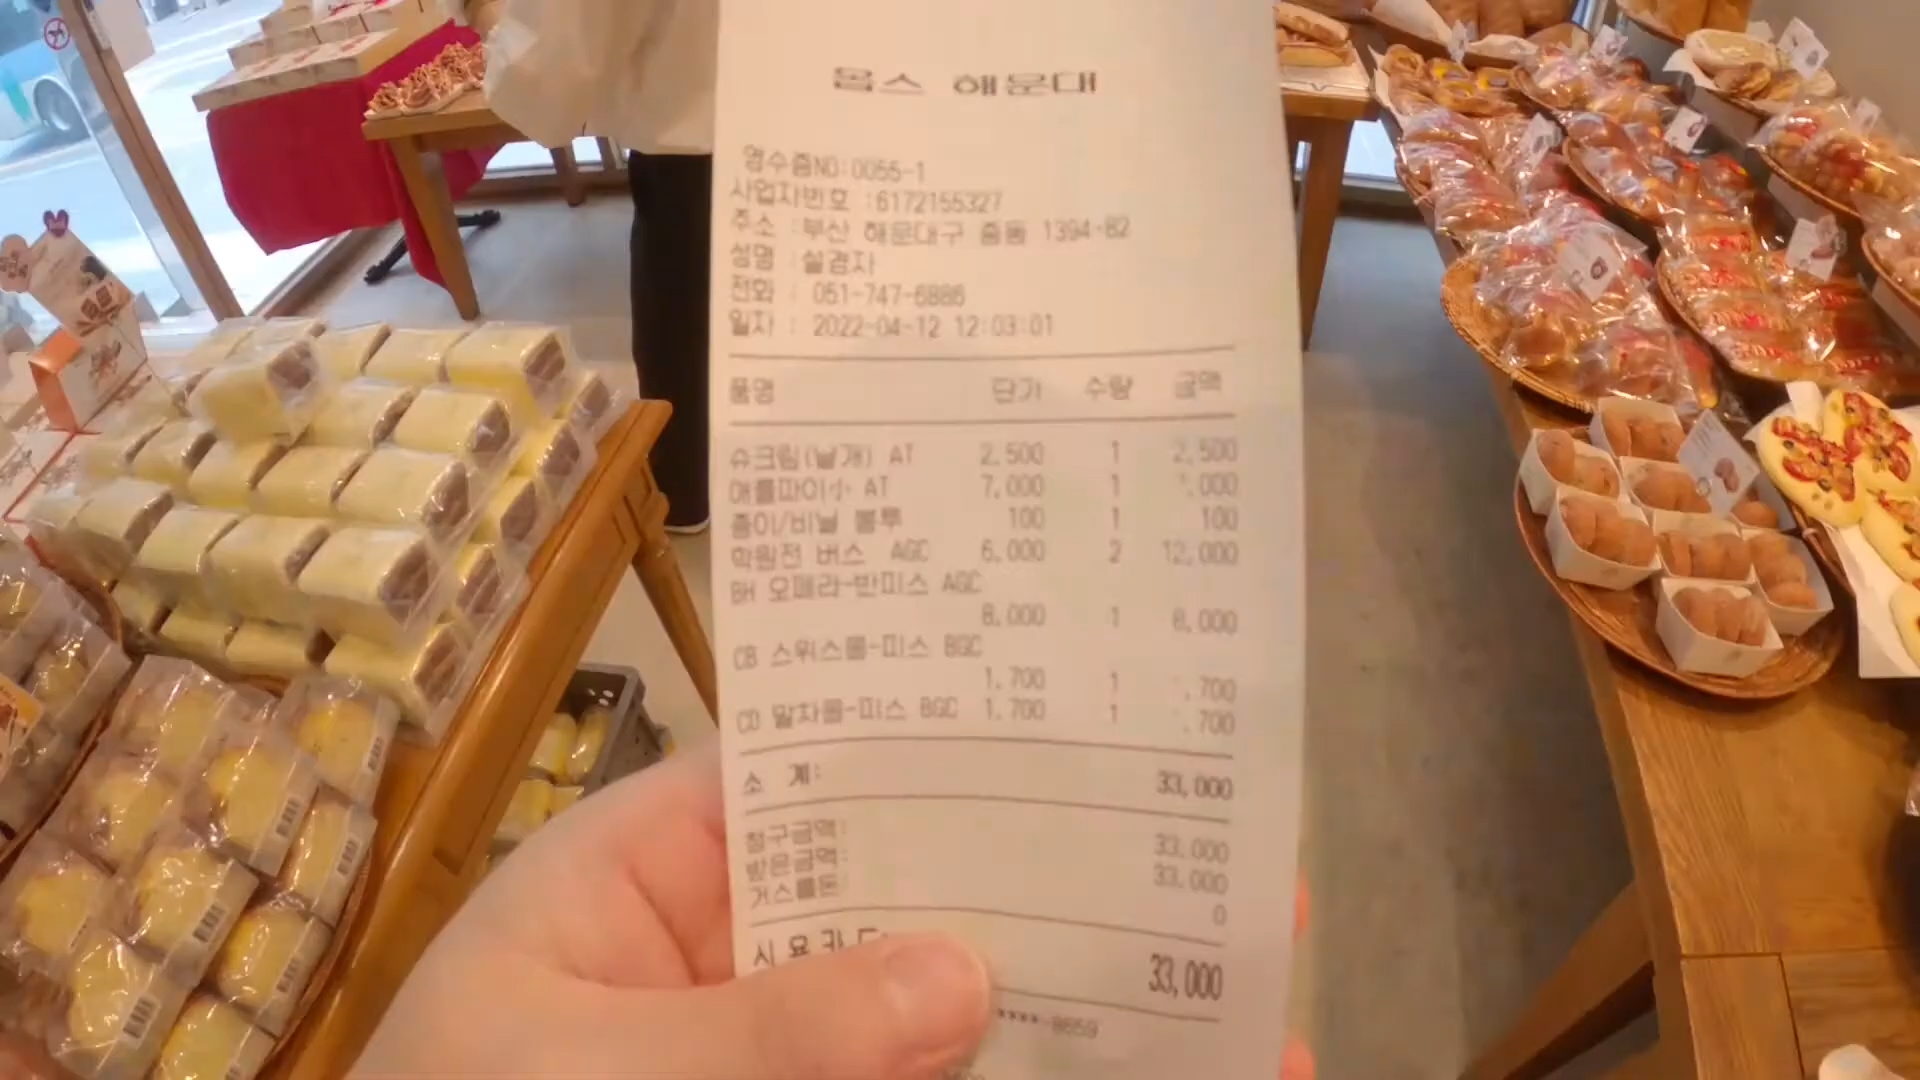 옵스 해운대
영수증NO:0055-1
사업자번호 :6172155327
주소 :부산 해운대구 중동 1394-82
성명 :설경자
전화 : 051-747-6886
일자 : 2022-04-12 12:03:01
품명 단가 수량 금액
슈크림(낱개) AT 2,500 1 2,500
애플파이小 AT 7,000 1 ,000
종이/비닐 봉투 100 1 100
학원전 버스 AGC 6,000 2 12,000
BH 오페라-반피스 AGC
8,000 1 8,000
CB 스위스롤-피스 BGC
1,700 1 ,700
CD 말차롤-피스 BGC 1,700 1 ,700
소 계: 33,000
청구금액: 33,000
받은금액: 33,000
거스름돈: 0
33,000
****-8659